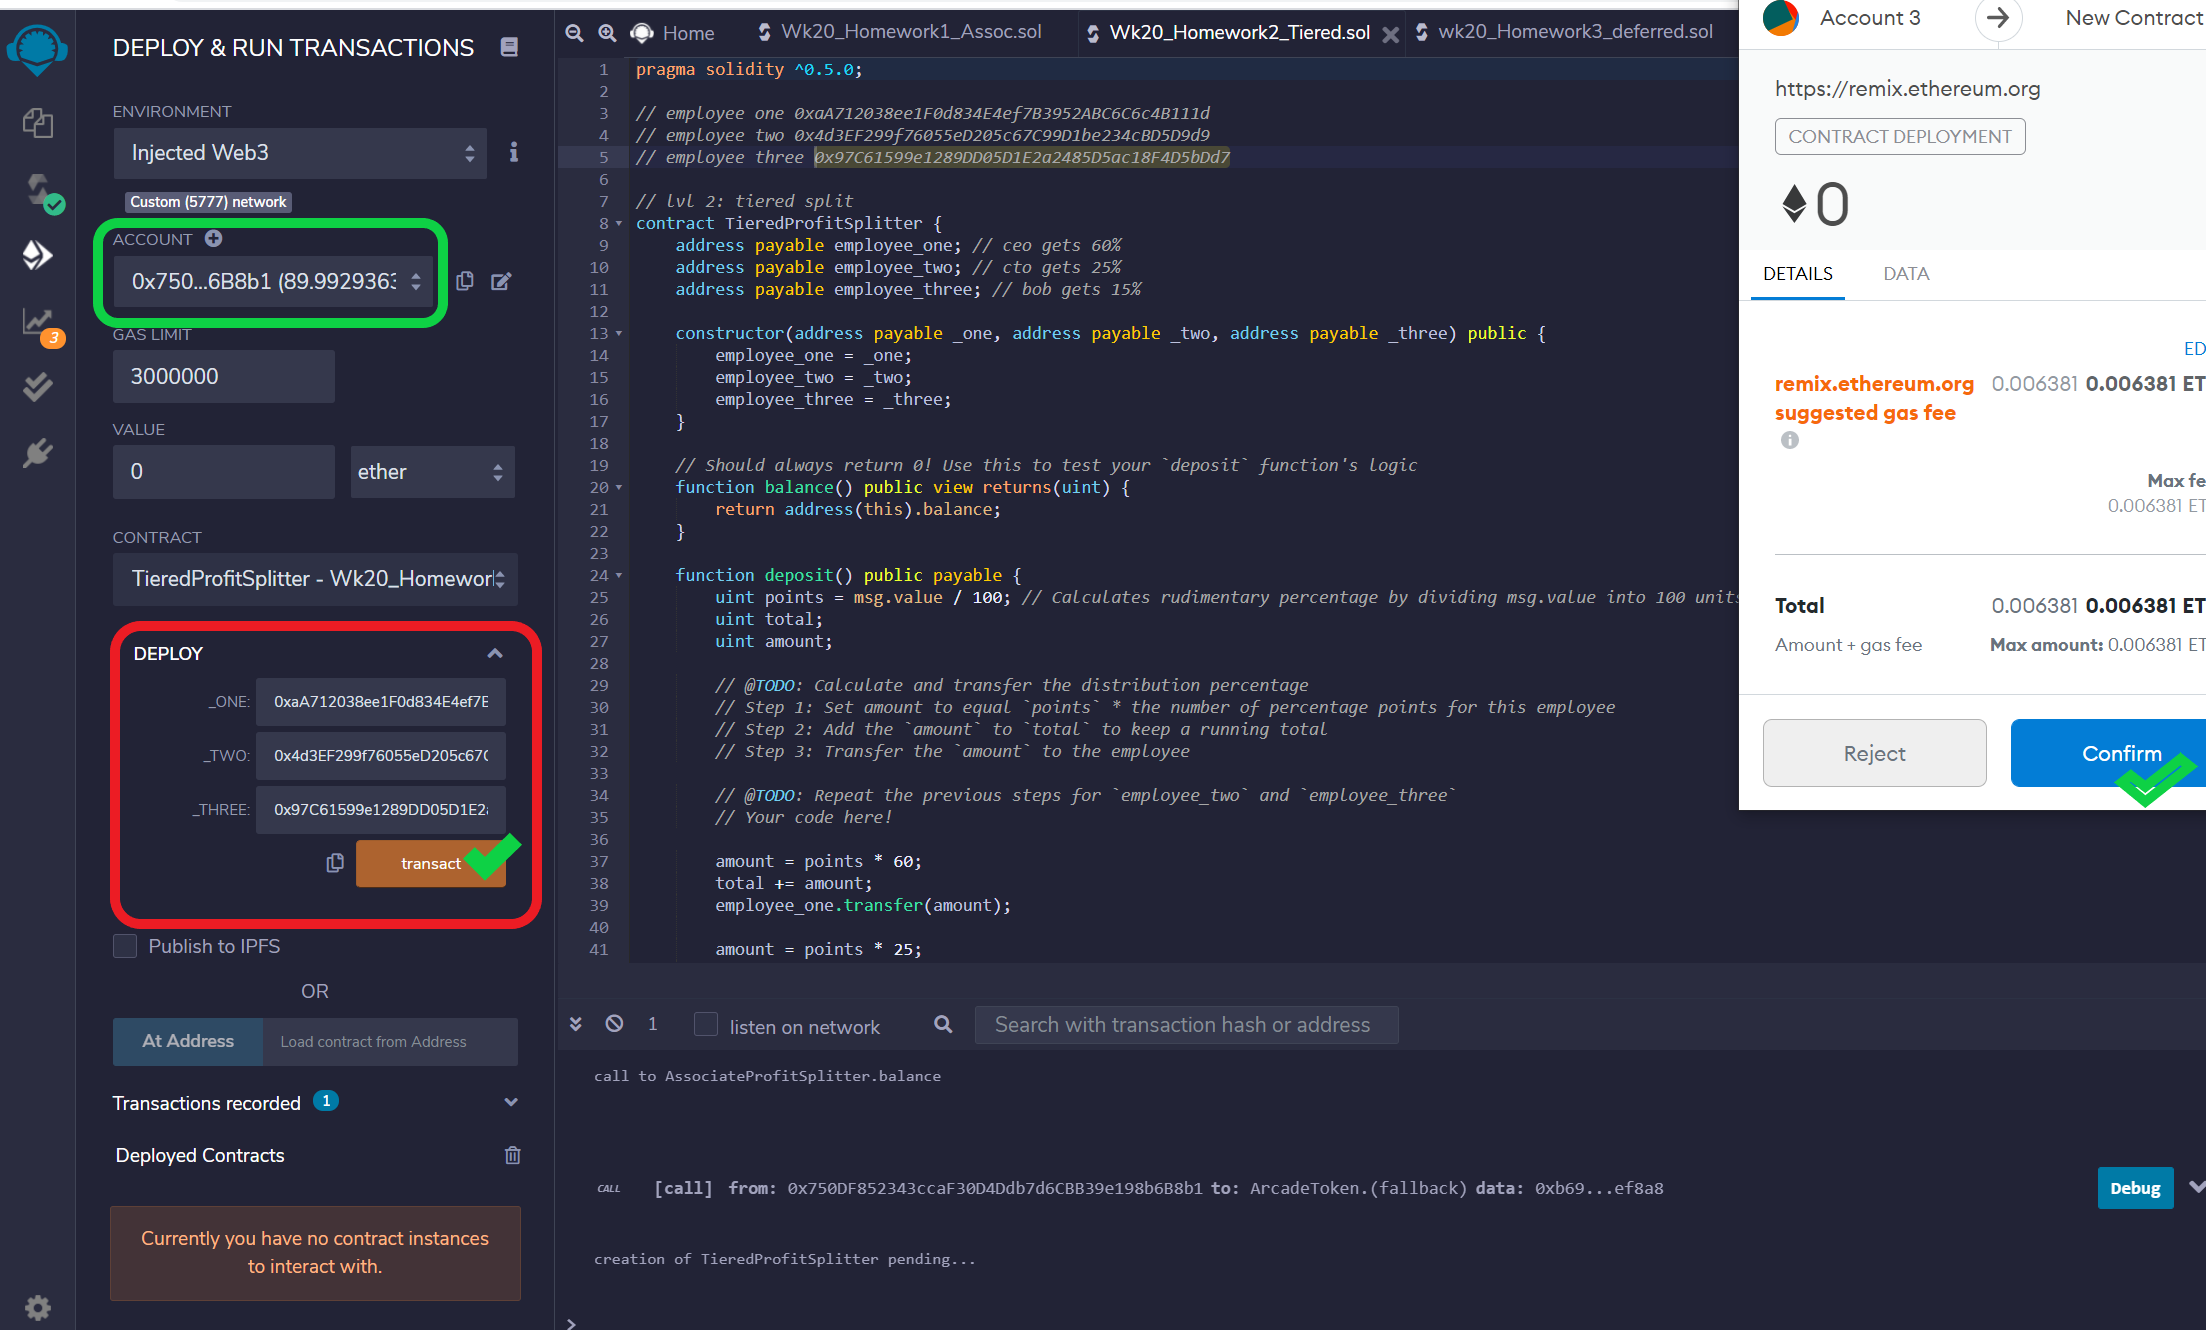 DEPLOY & RUN TRANSACTIONS
ENVIRONMENT
Injected Web3
Custom (5777) network
ACCOUNT
0x750...6B8b1 (89.9929363
GAS LIMIT
3000000
VALUE
0
ether
CONTRACT
TieredProfitSplitter - Wk20_Homework
DEPLOY
_ONE: 0xaA712038ee1F0d834E4ef7B
_TWO: 0x4d3EF299f76055eD205c67C
_THREE: 0x97C61599e1289DD05D1E2a
transact
Publish to IPFS
OR
At Address
Load contract from Address
Transactions recorded 1
Deployed Contracts
Currently you have no contract instances
to interact with.
3
Home
Wk20_Homework1_Assoc.sol
Wk20_Homework2_Tiered.sol
wk20_Homework3_deferred.sol
1 pragma solidity ^0.5.0;
2
3 // employee one 0xaA712038ee1F0d834E4ef7B3952ABC6C6c4B111d
4 // employee two 0x4d3EF299f76055eD205c67C99D1be234cBD5D9d9
5 // employee three 0x97C61599e1289DD05D1E2a2485D5ac18F4D5bDd7
6
7 // lvl 2: tiered split
8 contract TieredProfitSplitter {
9 address payable employee_one; // ceo gets 60%
10 address payable employee_two; // cto gets 25%
11 address payable employee_three; // bob gets 15%
12
13 constructor(address payable _one, address payable _two, address payable _three) public {
14 employee_one = _one;
15 employee_two = _two;
16 employee_three = _three;
17 }
18
19 // Should always return 0! Use this to test your `deposit` function's logic
20 function balance() public view returns(uint) {
21 return address(this).balance;
22 }
23
24 function deposit() public payable {
25 uint points = msg.value / 100; // Calculates rudimentary percentage by dividing msg.value into 100 units
26 uint total;
27 uint amount;
28
29 // @TODO: Calculate and transfer the distribution percentage
30 // Step 1: Set amount to equal `points` * the number of percentage points for this employee
31 // Step 2: Add the `amount` to `total` to keep a running total
32 // Step 3: Transfer the `amount` to the employee
33
34 // @TODO: Repeat the previous steps for `employee_two` and `employee_three`
35 // Your code here!
36
37 amount = points * 60;
38 total += amount;
39 employee_one.transfer(amount);
40
41 amount = points * 25;
1
listen on network
Search with transaction hash or address
call to AssociateProfitSplitter.balance
CALL [call] from: 0x750DF852343ccaF30D4Ddb7d6CBB39e198b6B8b1 to: ArcadeToken.(fallback) data: 0xb69...ef8a8
Debug
creation of TieredProfitSplitter pending...
>
Account 3
New Contract
https://remix.ethereum.org
CONTRACT DEPLOYMENT
0
DETAILS
DATA
ED
remix.ethereum.org 0.006381 0.006381 ET
suggested gas fee
Max fe
0.006381 ET
Total 0.006381 0.006381 ET
Amount + gas fee Max amount: 0.006381 ET
Reject
Confirm